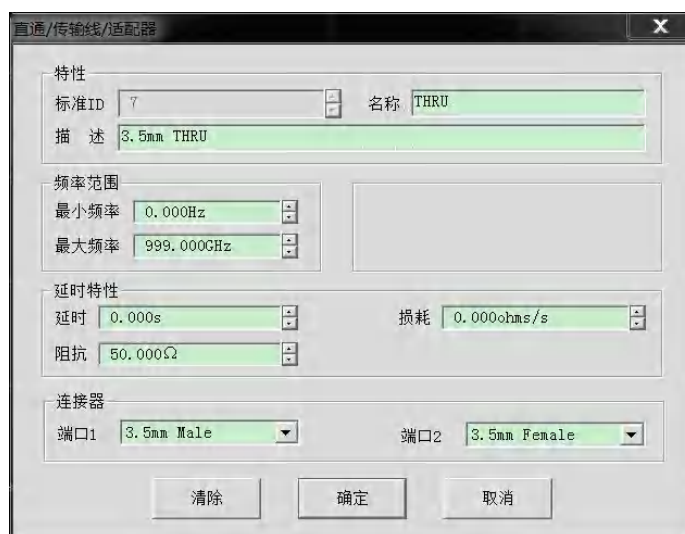 直通/传输线/适配器 X
特性
标准ID 7 名称 THRU
描 述 3.5mm THRU
频率范围
最小频率 0.000Hz
最大频率 999.000GHz
延时特性
延时 0.000s 损耗 0.000ohms/s
阻抗 50.000Ω
连接器
端口1 3.5mm Male 端口2 3.5mm Female
清除 确定 取消